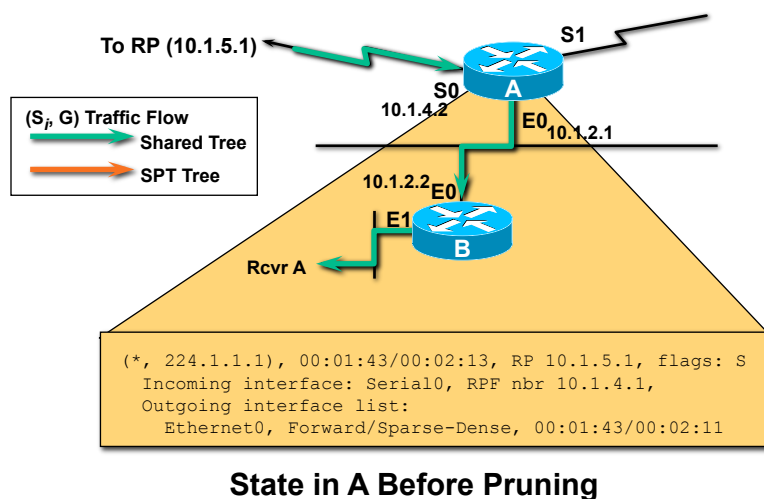 S1
To RP (10.1.5.1)
S0
A
10.1.4.2
E0
10.1.2.1
(Si, G) Traffic Flow
Shared Tree
SPT Tree
10.1.2.2
E0
E1
B
Rcvr A
(*, 224.1.1.1), 00:01:43/00:02:13, RP 10.1.5.1, flags: S
Incoming interface: Serial0, RPF nbr 10.1.4.1,
Outgoing interface list:
Ethernet0, Forward/Sparse-Dense, 00:01:43/00:02:11
State in A Before Pruning